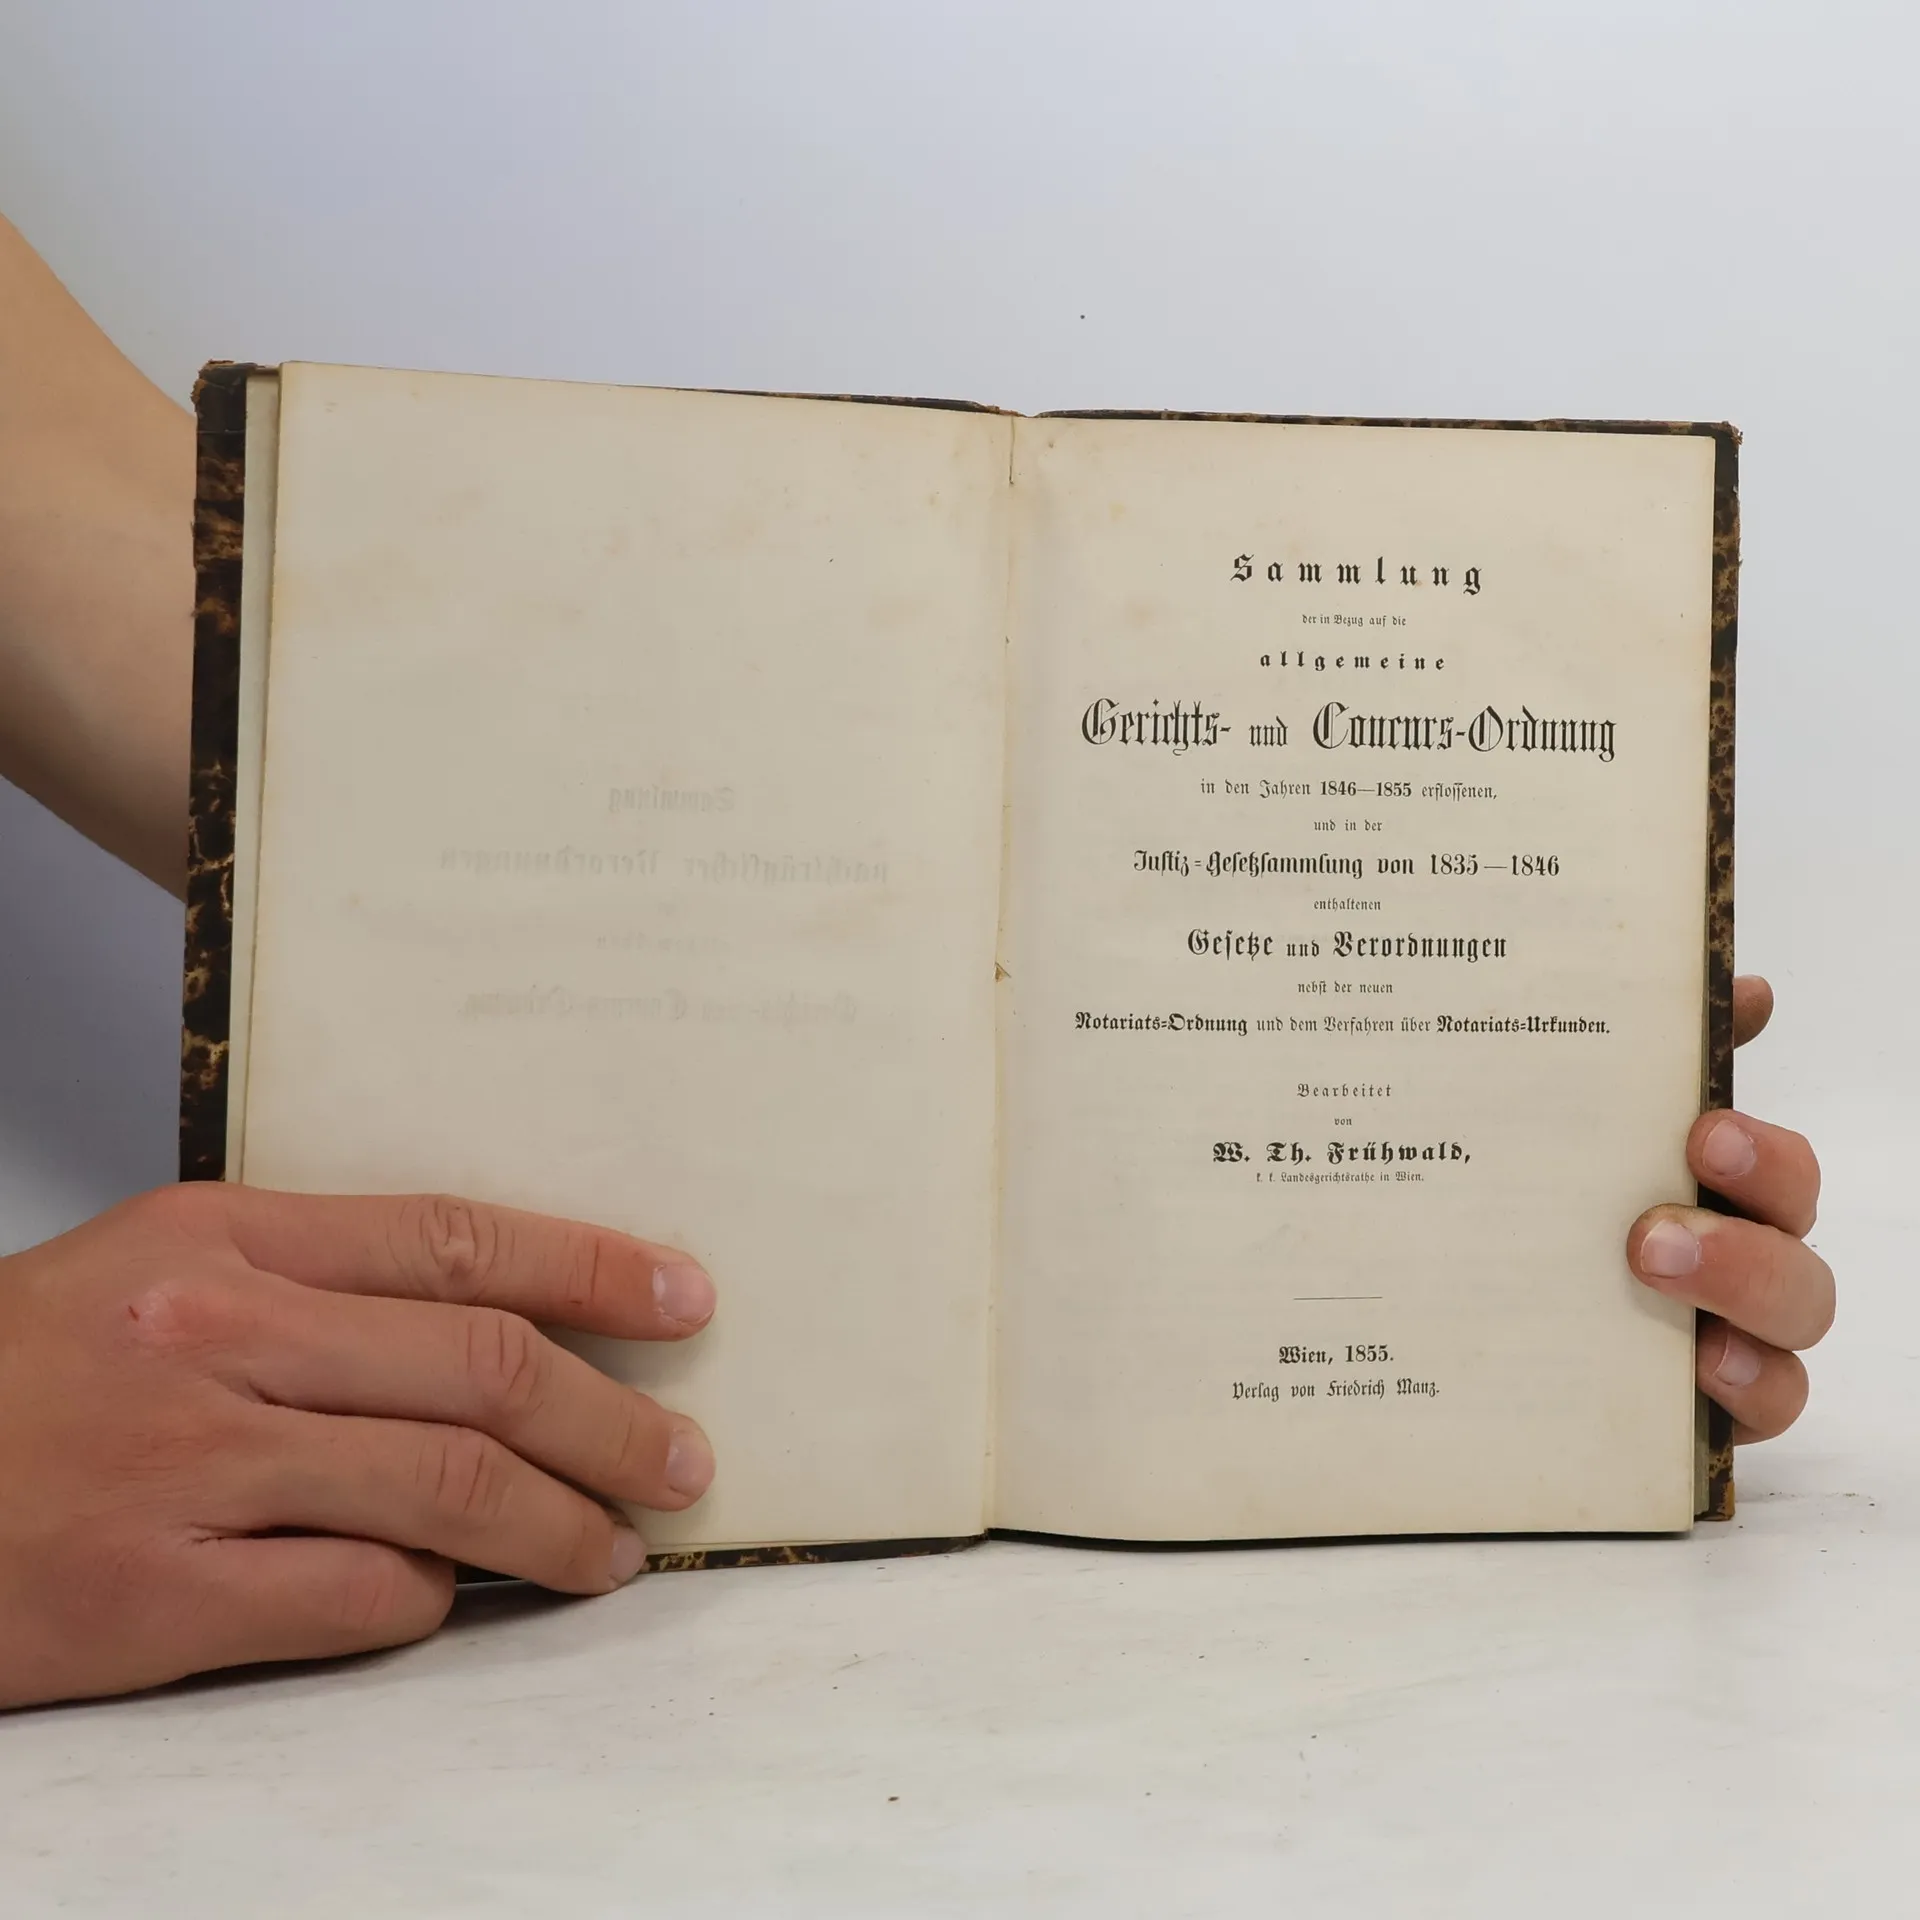 Sammlung
der in Bezug auf die
allgemeine
Gerichts- und Concurs-Ordnung
in den Jahren 1846—1855 erflossenen,
und in der
Justiz-Gesetzsammlung von 1835—1846
enthaltenen
Gesetze und Verordnungen
nebst der neuen
Notariats-Ordnung und dem Verfahren über Notariats-Urkunden.
Bearbeitet
von
W. Th. Frühwald,
k. k. Landesgerichtsrathe in Wien.
Wien, 1855.
Verlag von Friedrich Manz.